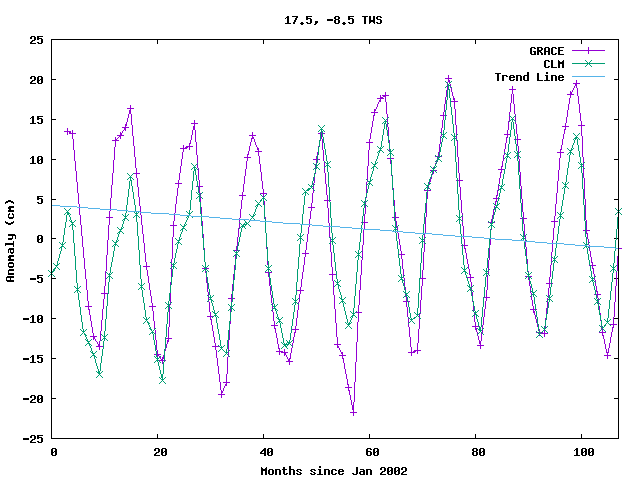 17.5, -8.5 TWS
GRACE
CLM
Trend Line
25
20
15
10
5
0
-5
-10
-15
-20
-25
Anomaly (cm)
0 20 40 60 80 100
Months since Jan 2002